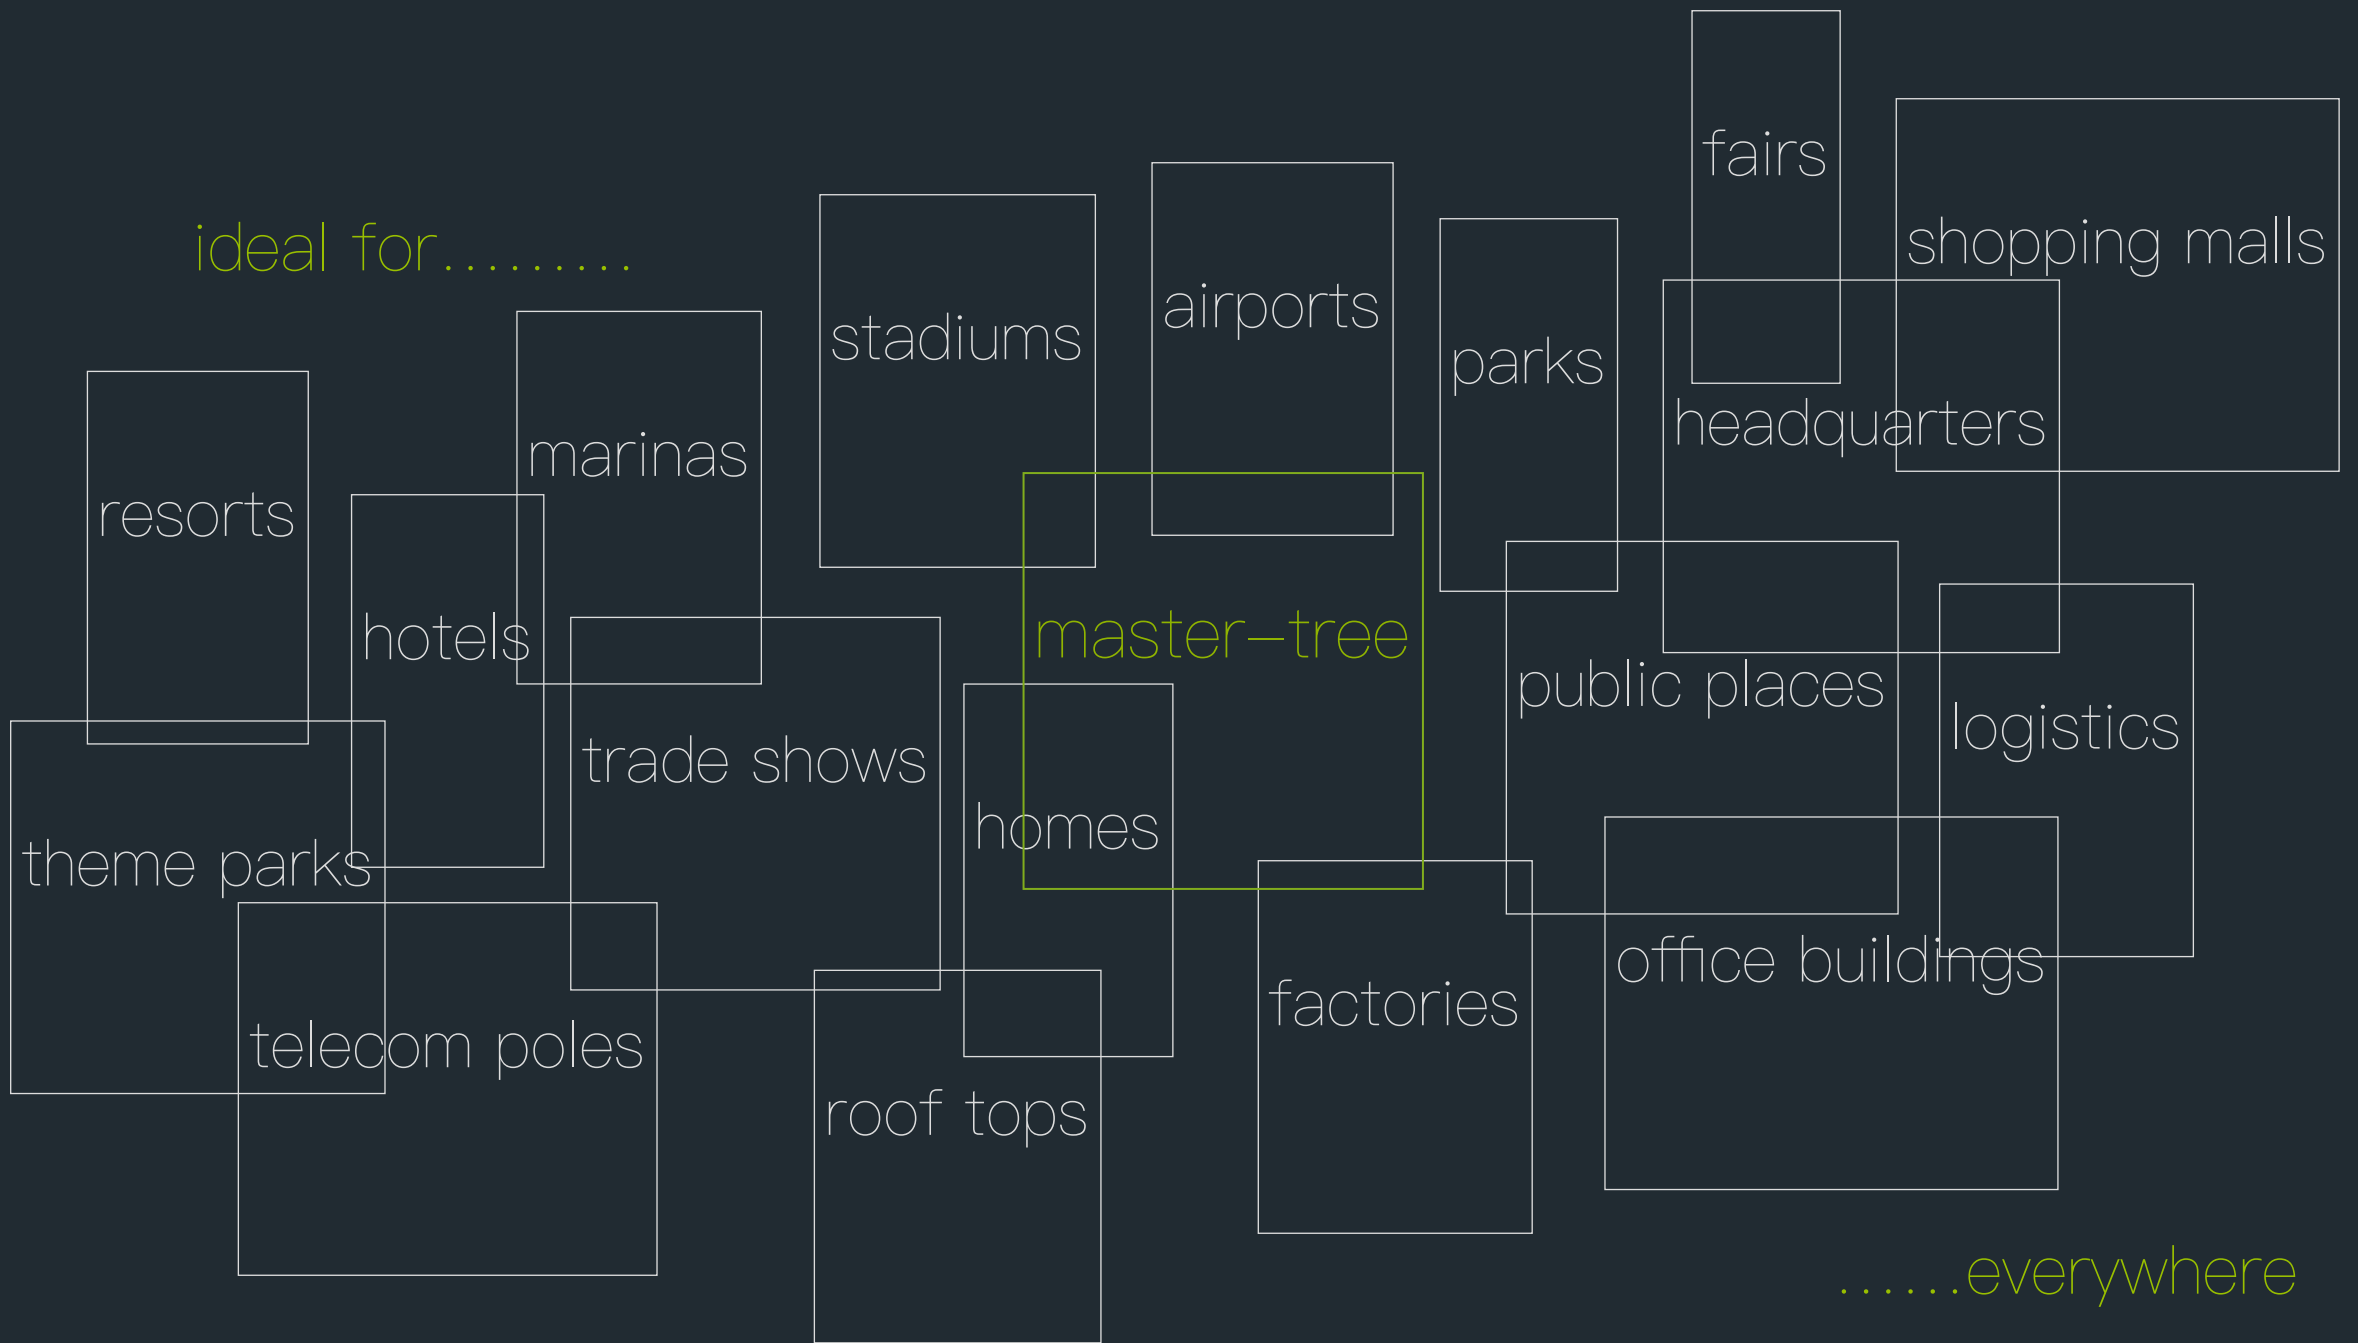 ideal for.........
fairs
shopping malls
airports
stadiums
parks
headquarters
marinas
resorts
hotels
master-tree
public places
logistics
trade shows
homes
theme parks
office buildings
factories
telecom poles
roof tops
......everywhere